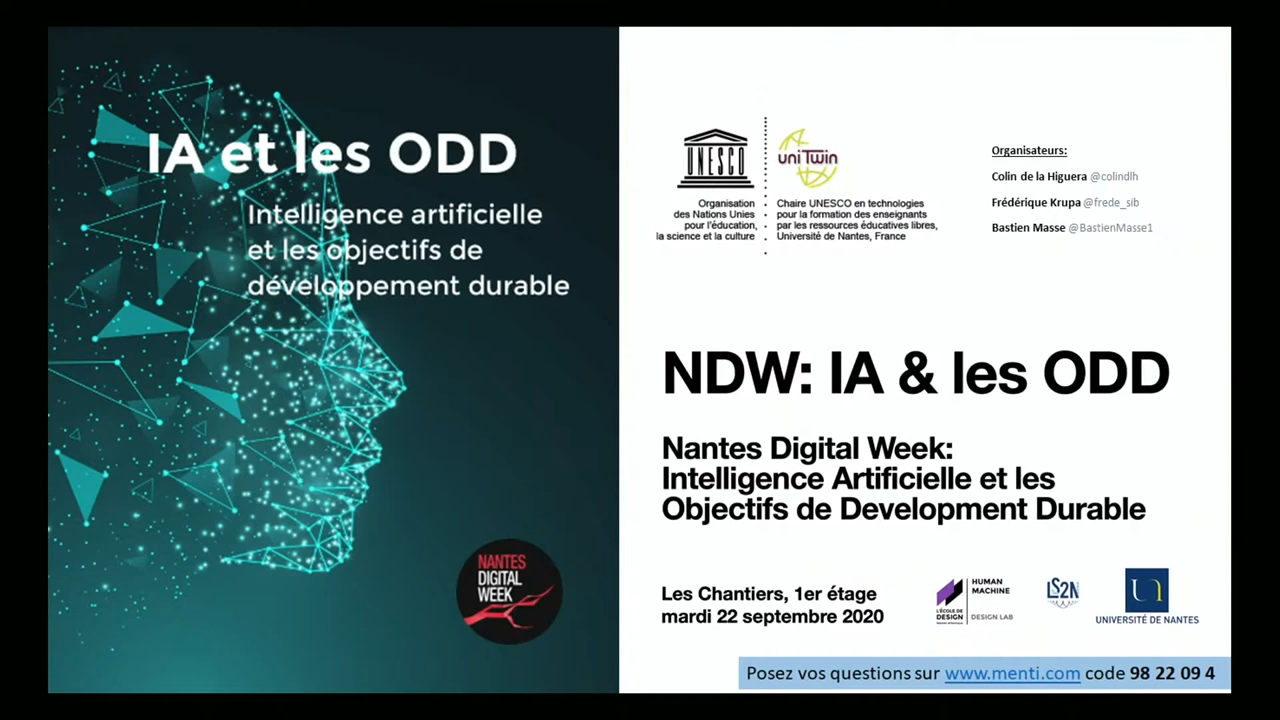 IA et les ODD
Intelligence artificielle
et les objectifs de
développement durable
NANTES
DIGITAL
WEEK
UNESCO
uniTwin
Organisation
des Nations Unies
pour l'éducation,
la science et la culture
Chaire UNESCO en technologies
pour la formation des enseignants
par les ressources éducatives libres,
Université de Nantes, France
Organisateurs:
Colin de la Higuera @colindlh
Frédérique Krupa @frede_sib
Bastien Masse @BastienMasse1
NDW: IA & les ODD
Nantes Digital Week:
Intelligence Artificielle et les
Objectifs de Development Durable
Les Chantiers, 1er étage
mardi 22 septembre 2020
L'ÉCOLE DE
DESIGN
HUMAN
MACHINE
DESIGN LAB
LS2N
UNIVERSITÉ DE NANTES
Posez vos questions sur www.menti.com code 98 22 09 4